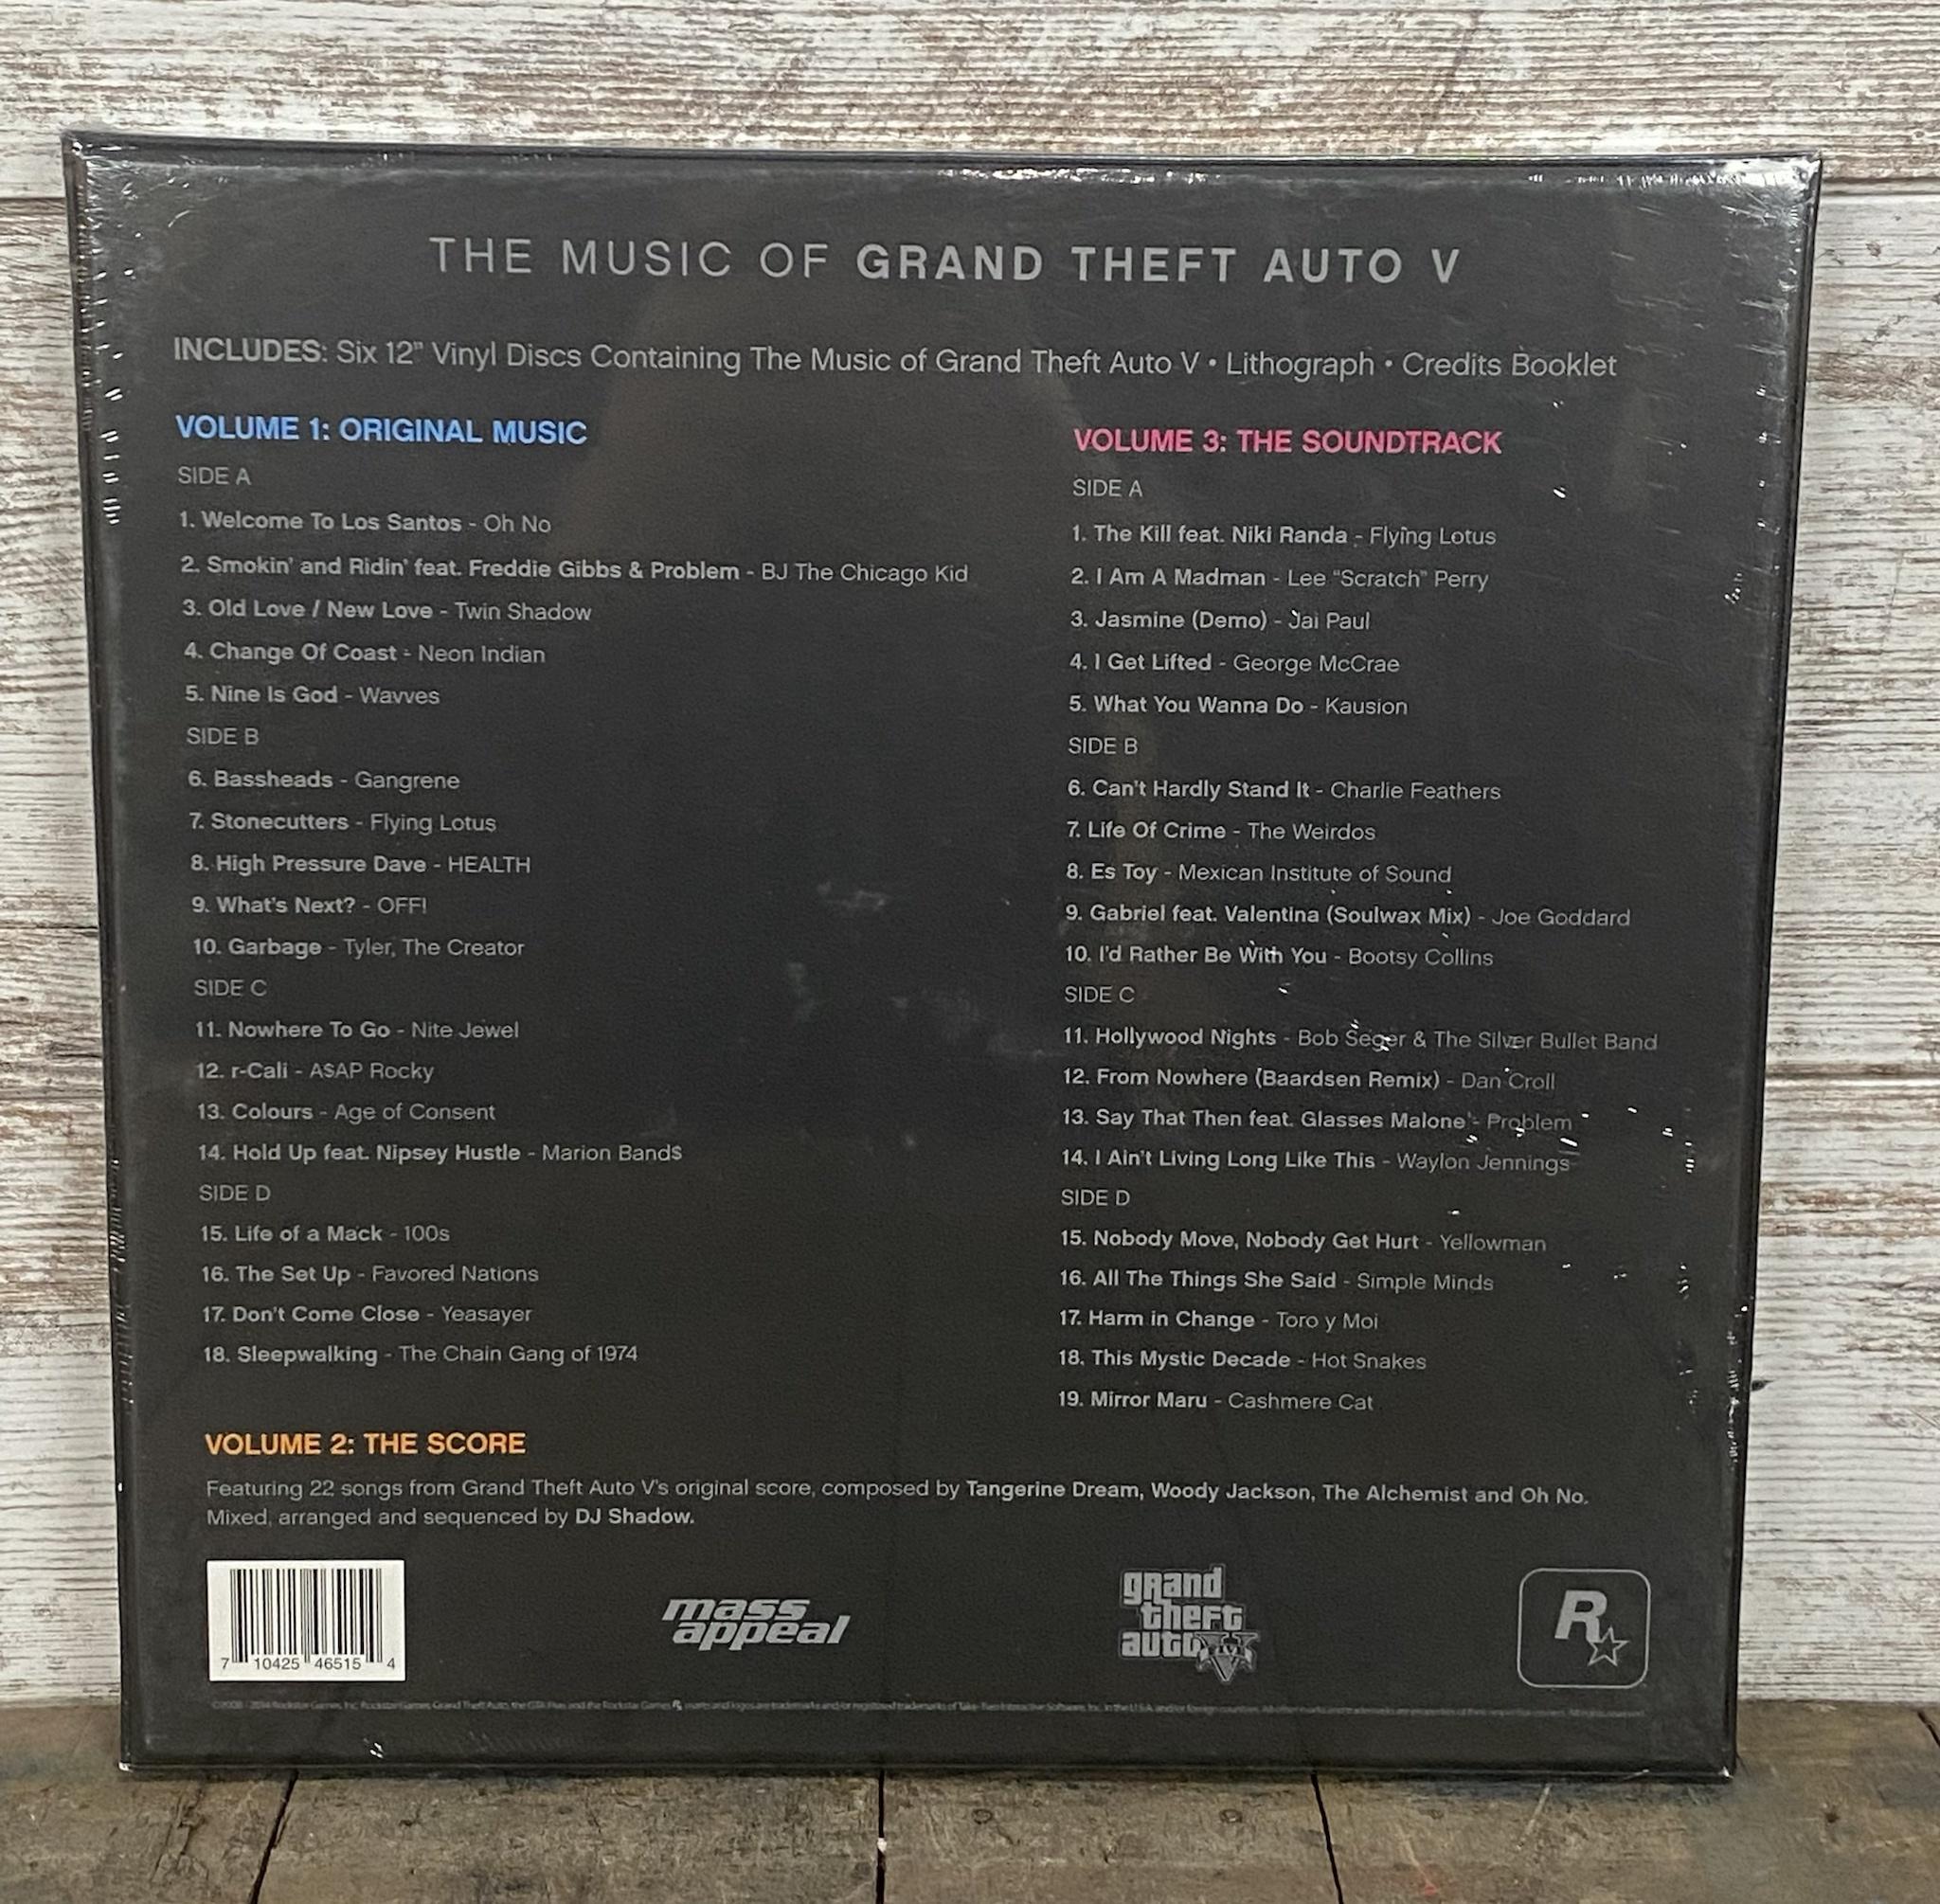 THE MUSIC OF GRAND THEFT AUTO V
INCLUDES: Six 12" Vinyl Discs Containing The Music of Grand Theft Auto V • Lithograph • Credits Booklet
VOLUME 1: ORIGINAL MUSIC
SIDE A
1. Welcome To Los Santos - Oh No
2. Smokin' and Ridin' feat. Freddie Gibbs & Problem - BJ The Chicago Kid
3. Old Love / New Love - Twin Shadow
4. Change Of Coast - Neon Indian
5. Nine Is God - Wavves
SIDE B
6. Bassheads - Gangrene
7. Stonecutters - Flying Lotus
8. High Pressure Dave - HEALTH
9. What's Next? - OFF!
10. Garbage - Tyler, The Creator
SIDE C
11. Nowhere To Go - Nite Jewel
12. r-Cali - A$AP Rocky
13. Colours - Age of Consent
14. Hold Up feat. Nipsey Hustle - Marion Band$
SIDE D
15. Life of a Mack - 100s
16. The Set Up - Favored Nations
17. Don't Come Close - Yeasayer
18. Sleepwalking - The Chain Gang of 1974
VOLUME 3: THE SOUNDTRACK
SIDE A
1. The Kill feat. Niki Randa - Flying Lotus
2. I Am A Madman - Lee "Scratch" Perry
3. Jasmine (Demo) - Jai Paul
4. I Get Lifted - George McCrae
5. What You Wanna Do - Kausion
SIDE B
6. Can't Hardly Stand It - Charlie Feathers
7. Life Of Crime - The Weirdos
8. Es Toy - Mexican Institute of Sound
9. Gabriel feat. Valentina (Soulwax Mix) - Joe Goddard
10. I'd Rather Be With You - Bootsy Collins
SIDE C
11. Hollywood Nights - Bob Seger & The Silver Bullet Band
12. From Nowhere (Baardsen Remix) - Dan Croll
13. Say That Then feat. Glasses Malone - Problem
14. I Ain't Living Long Like This - Waylon Jennings
SIDE D
15. Nobody Move, Nobody Get Hurt - Yellowman
16. All The Things She Said - Simple Minds
17. Harm in Change - Toro y Moi
18. This Mystic Decade - Hot Snakes
19. Mirror Maru - Cashmere Cat
VOLUME 2: THE SCORE
Featuring 22 songs from Grand Theft Auto V's original score, composed by Tangerine Dream, Woody Jackson, The Alchemist and Oh No.
Mixed, arranged and sequenced by DJ Shadow.
7 10425 46515 4
mass
appeal
grand
theft
auto V
R